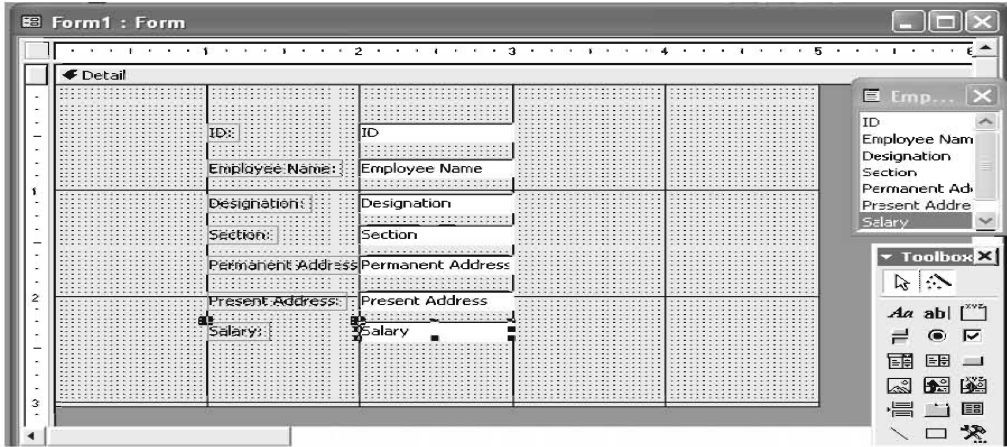 Form1 : Form
1 2 3 4 5 6
Detail
ID: ID
Employee Name: Employee Name
Designation: Designation
Section: Section
Permanent Address Permanent Address
Present Address: Present Address
Salary: Salary
1
2
3
Emp...
ID
Employee Nam
Designation
Section
Permanent Ad
Present Addre
Salary
Toolbox
Aa ab| xyz